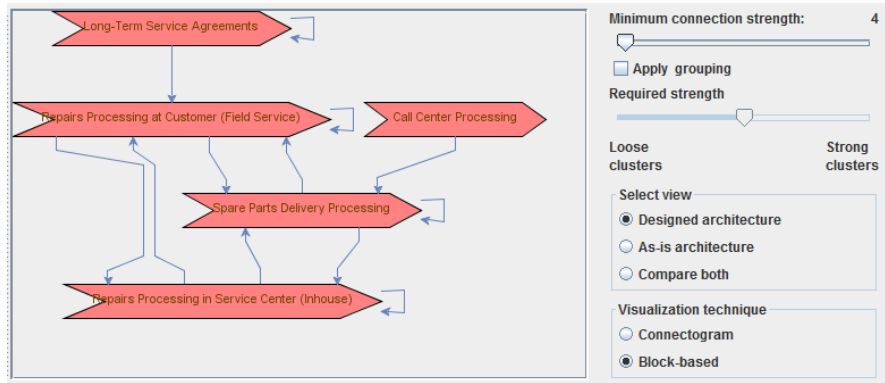 Long-Term Service Agreements
Repairs Processing at Customer (Field Service)
Call Center Processing
Spare Parts Delivery Processing
Repairs Processing in Service Center (Inhouse)
Minimum connection strength: 4
Apply grouping
Required strength
Loose clusters
Strong clusters
Select view
Designed architecture
As-is architecture
Compare both
Visualization technique
Connectogram
Block-based